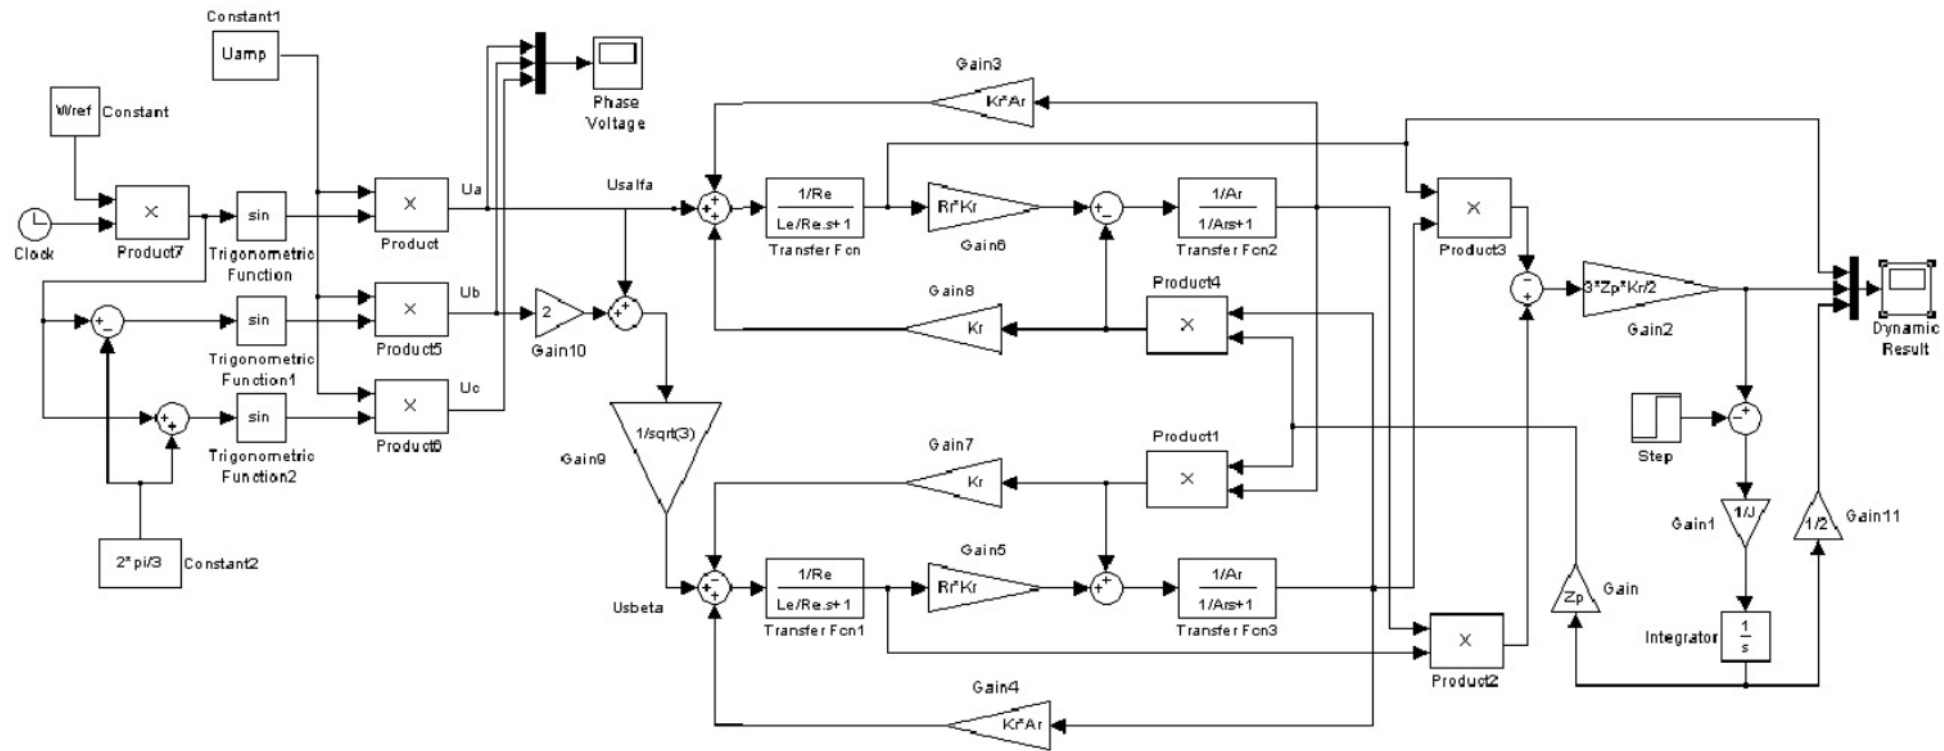 Constant1
Uamp
Wref
Constant
Clock
×
Product7
sin
Trigonometric
Function
sin
Trigonometric
Function1
sin
Trigonometric
Function2
2*pi/3
Constant2
×
Product
×
Product5
×
Product6
Ua
Ub
Uc
Phase
Voltage
2
Gain10
1/sqrt(3)
Gain9
Usalfa
Usbeta
Gain3
Kr*Ar
1/Re
Le/Re.s+1
Transfer Fcn
Rr*Kr
Gain6
1/Ar
1/Ars+1
Transfer Fcn2
Gain8
Kr
Product4
×
Gain7
Kr
Product1
×
1/Re
Le/Re.s+1
Transfer Fcn1
Gain5
Rr*Kr
1/Ar
1/Ars+1
Transfer Fcn3
Gain4
Kr*Ar
×
Product3
×
Product2
3*Zp*Kr/2
Gain2
Step
1/J
Gain1
1
s
Integrator
Zp
Gain
1/2
Gain11
Dynamic
Result